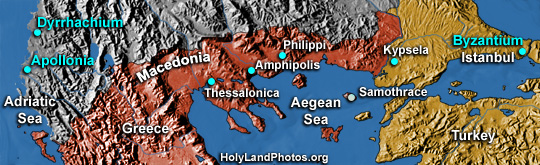 Dyrrhachium
Apollonia
Adriatic
Sea
Macedonia
Greece
Thessalonica
Amphipolis
Philippi
Aegean
Sea
Samothrace
Kypsela
Byzantium
Istanbul
Turkey
HolyLandPhotos.org